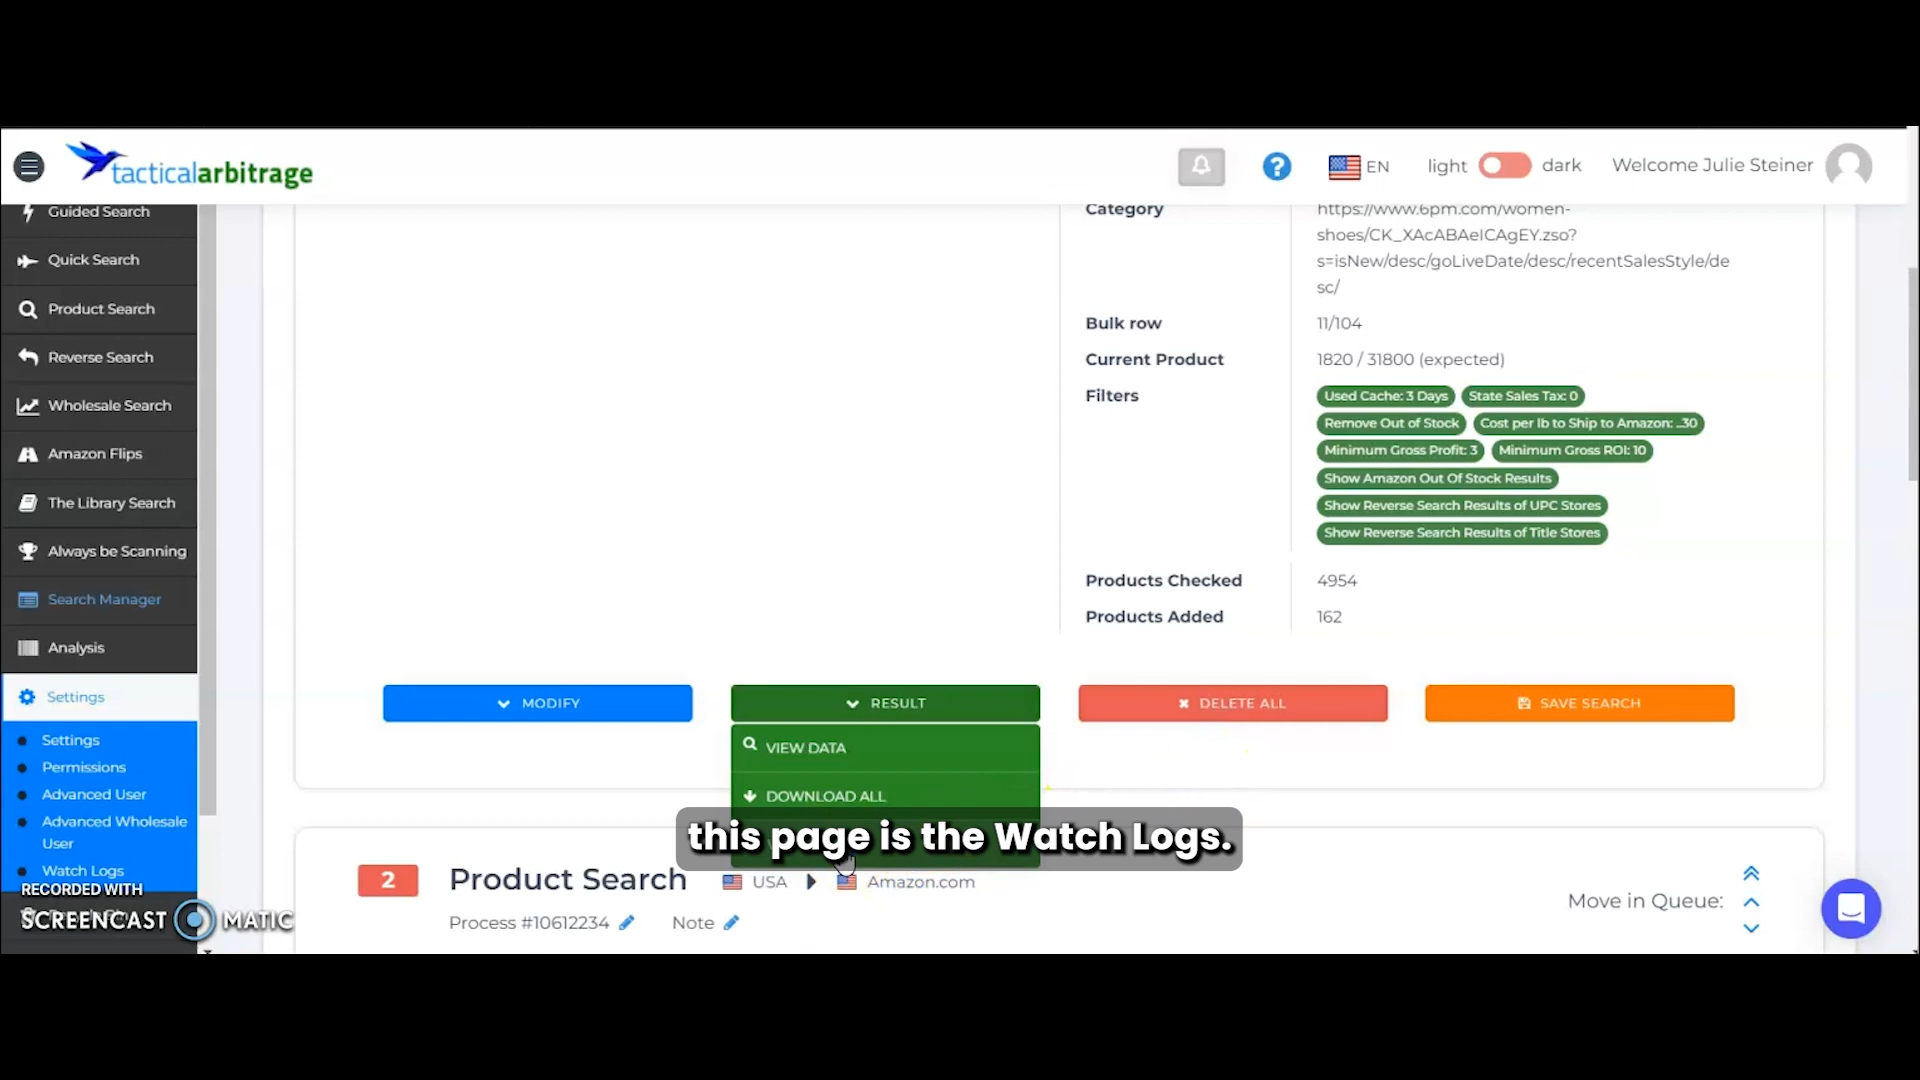 tacticalarbitrage
EN
light
dark
Welcome Julie Steiner
Guided Search
Quick Search
Product Search
Reverse Search
Wholesale Search
Amazon Flips
The Library Search
Always be Scanning
Search Manager
Analysis
Settings
Settings
Permissions
Advanced User
Advanced Wholesale
User
Watch Logs
RECORDED WITH
SCREENCAST MATIC
Category
https://www.6pm.com/women-
shoes/CK_XAcABAeICAgEY.zso?
s=isNew/desc/goLiveDate/desc/recentSalesStyle/de
sc/
Bulk row
11/104
Current Product
1820 / 31800 (expected)
Filters
Used Cache: 3 Days
State Sales Tax: 0
Remove Out of Stock
Cost per lb to Ship to Amazon: ..30
Minimum Gross Profit: 3
Minimum Gross ROI: 10
Show Amazon Out Of Stock Results
Show Reverse Search Results of UPC Stores
Show Reverse Search Results of Title Stores
Products Checked
4954
Products Added
162
MODIFY
RESULT
DELETE ALL
SAVE SEARCH
VIEW DATA
DOWNLOAD ALL
this page is the Watch Logs.
2
Product Search
USA
Amazon.com
Process #10612234
Note
Move in Queue: